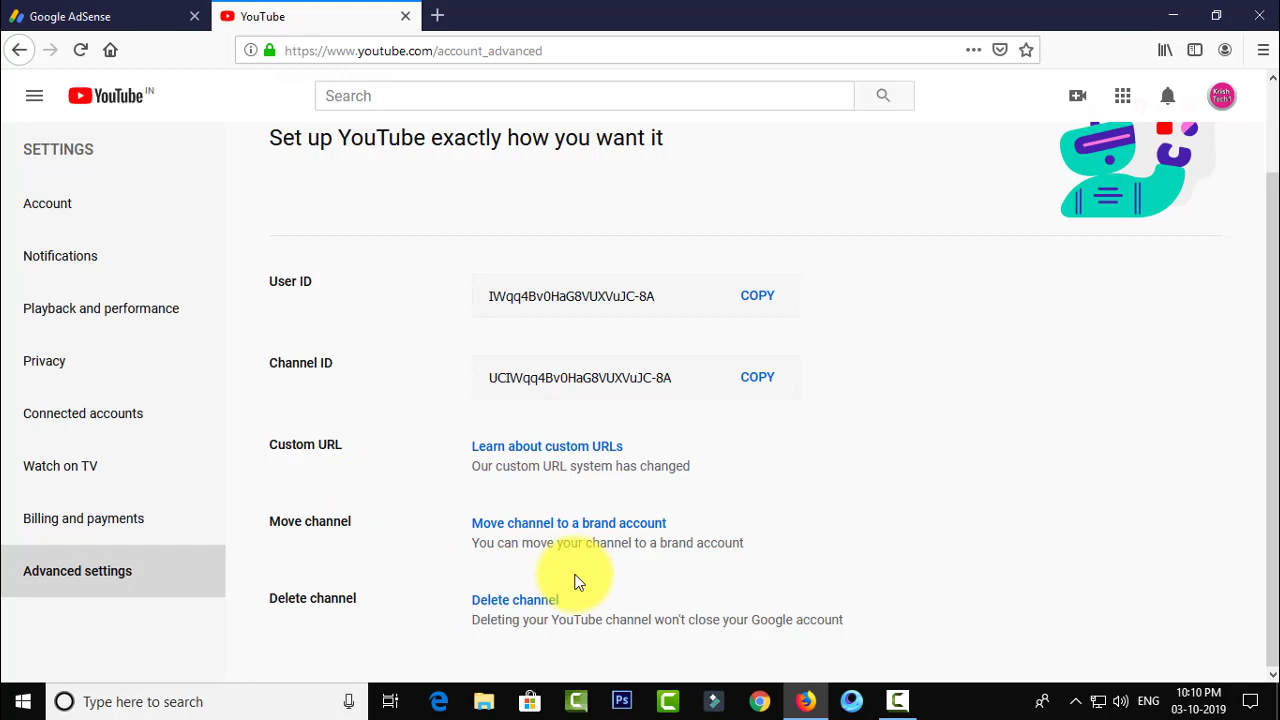 Google AdSense
YouTube
https://www.youtube.com/account_advanced
YouTube IN
Search
Krish Tech1
Set up YouTube exactly how you want it
SETTINGS
Account
Notifications
Playback and performance
Privacy
Connected accounts
Watch on TV
Billing and payments
Advanced settings
User ID
IWqq4Bv0HaG8VUXVuJC-8A
COPY
Channel ID
UCIWqq4Bv0HaG8VUXVuJC-8A
COPY
Custom URL
Learn about custom URLs
Our custom URL system has changed
Move channel
Move channel to a brand account
You can move your channel to a brand account
Delete channel
Delete channel
Deleting your YouTube channel won't close your Google account
Type here to search
Ps
ENG
10:10 PM
03-10-2019